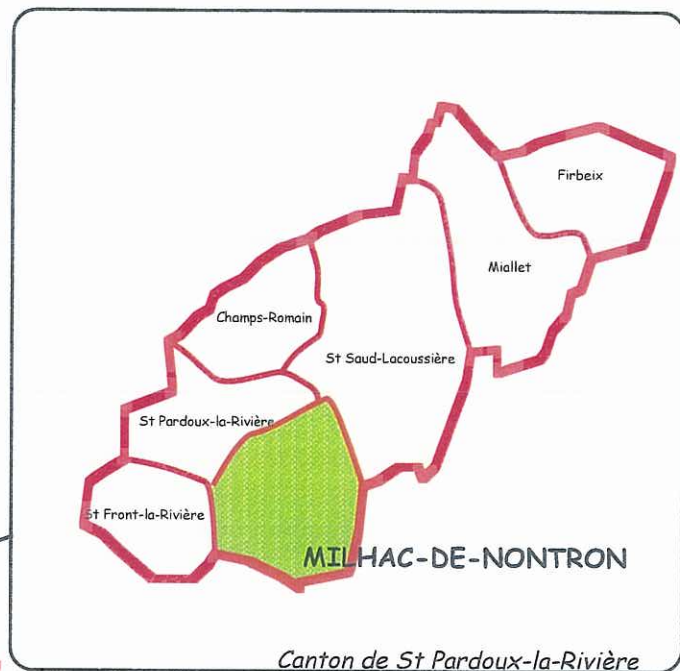 Firbeix
Miallet
Champs-Romain
St Saud-Lacoussière
St Pardoux-la-Rivière
St Front-la-Rivière
MILHAC-DE-NONTRON
Canton de St Pardoux-la-Rivière